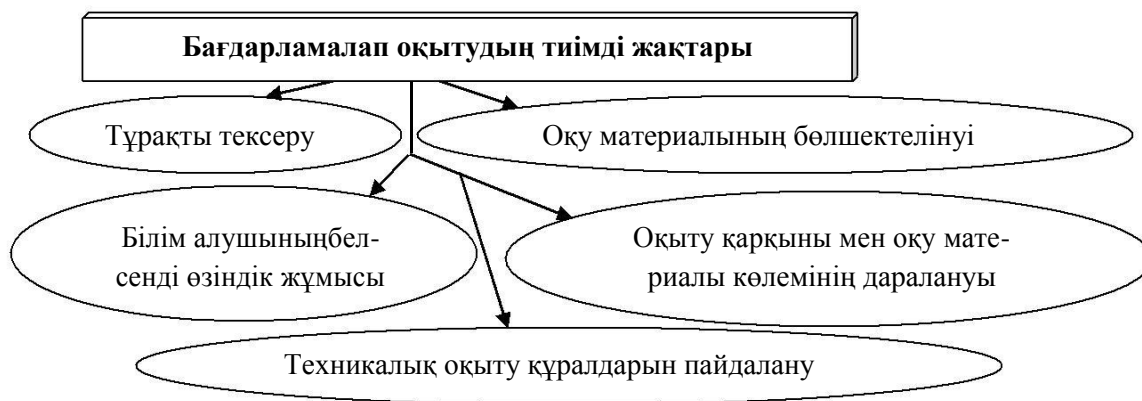 Бағдарламалап оқытудың тиімді жақтары
Тұрақты тексеру
Оқу материалының бөлшектелінуі
Білім алушыныңбел-
сенді өзіндік жұмысы
Оқыту қарқыны мен оқу мате-
риалы көлемінің даралануы
Техникалық оқыту құралдарын пайдалану